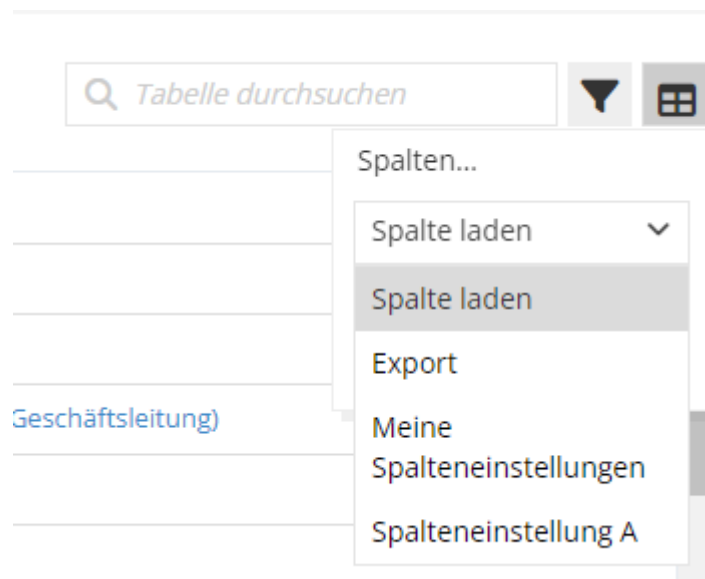 Tabelle durchsuchen
Spalten...
Spalte laden
Spalte laden
Export
Geschäftsleitung)
Meine
Spalteneinstellungen
Spalteneinstellung A